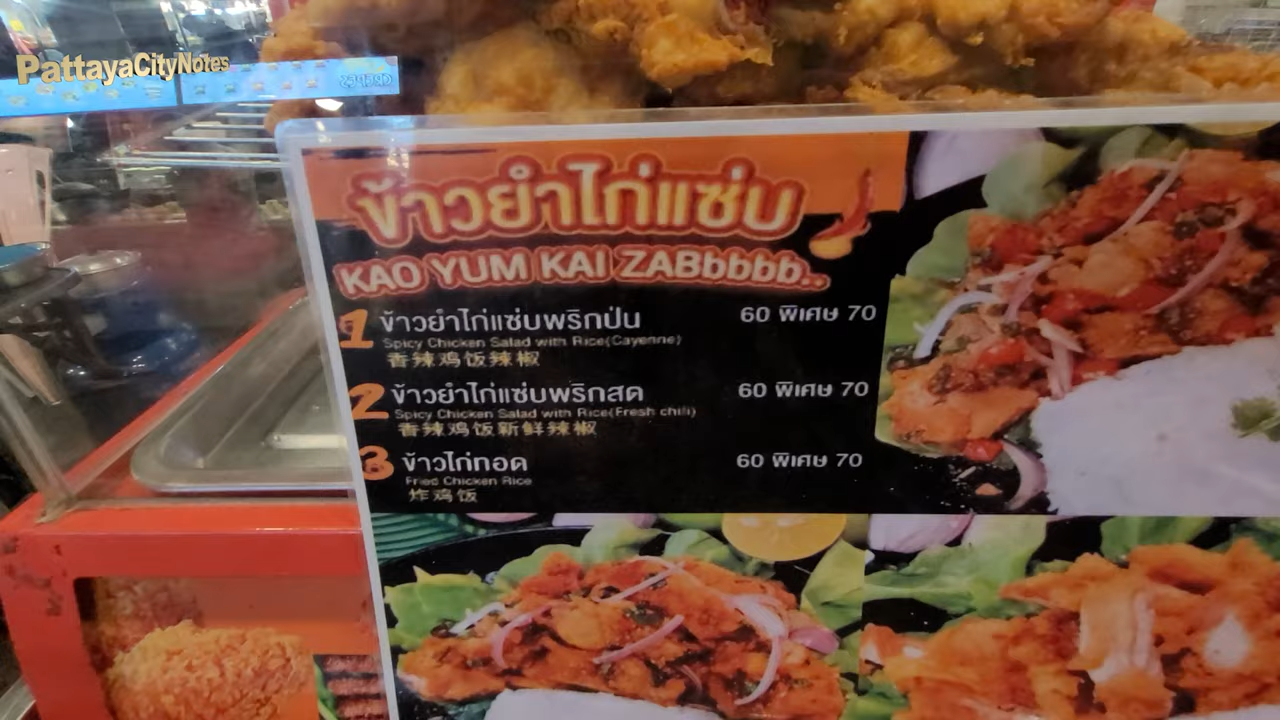 PattayaCityNotes
ข้าวยำไก่แซ่บ
KAO YUM KAI ZABbbbb..
1 ข้าวยำไก่แซ่บพริกป่น 60 พิเศษ 70
Spicy Chicken Salad with Rice(Cayenne)
香辣鸡饭辣椒
2 ข้าวยำไก่แซ่บพริกสด 60 พิเศษ 70
Spicy Chicken Salad with Rice(Fresh chili)
香辣鸡饭新鲜辣椒
3 ข้าวไก่ทอด 60 พิเศษ 70
Fried Chicken Rice
炸鸡饭